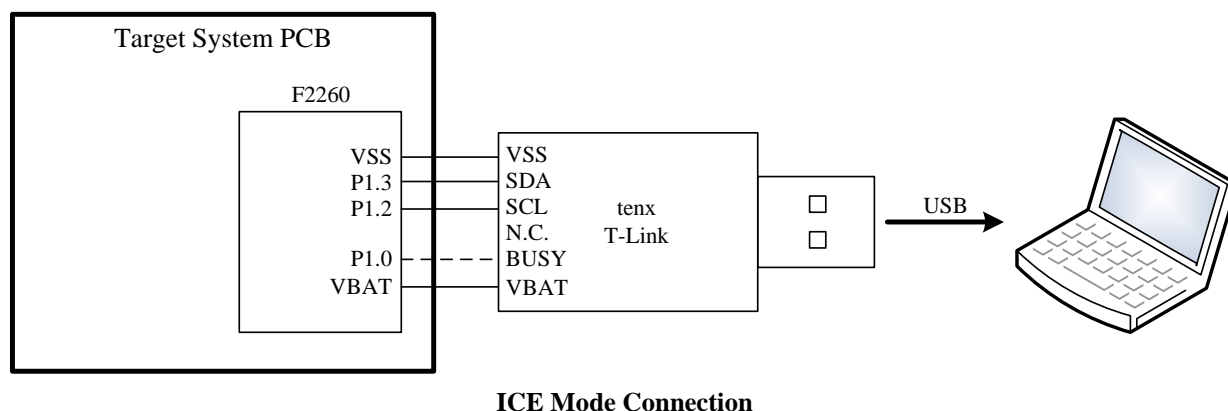 Target System PCB
F2260
VSS
P1.3
P1.2
P1.0
VBAT
VSS
SDA
SCL
N.C.
BUSY
VBAT
tenx
T-Link
USB
ICE Mode Connection